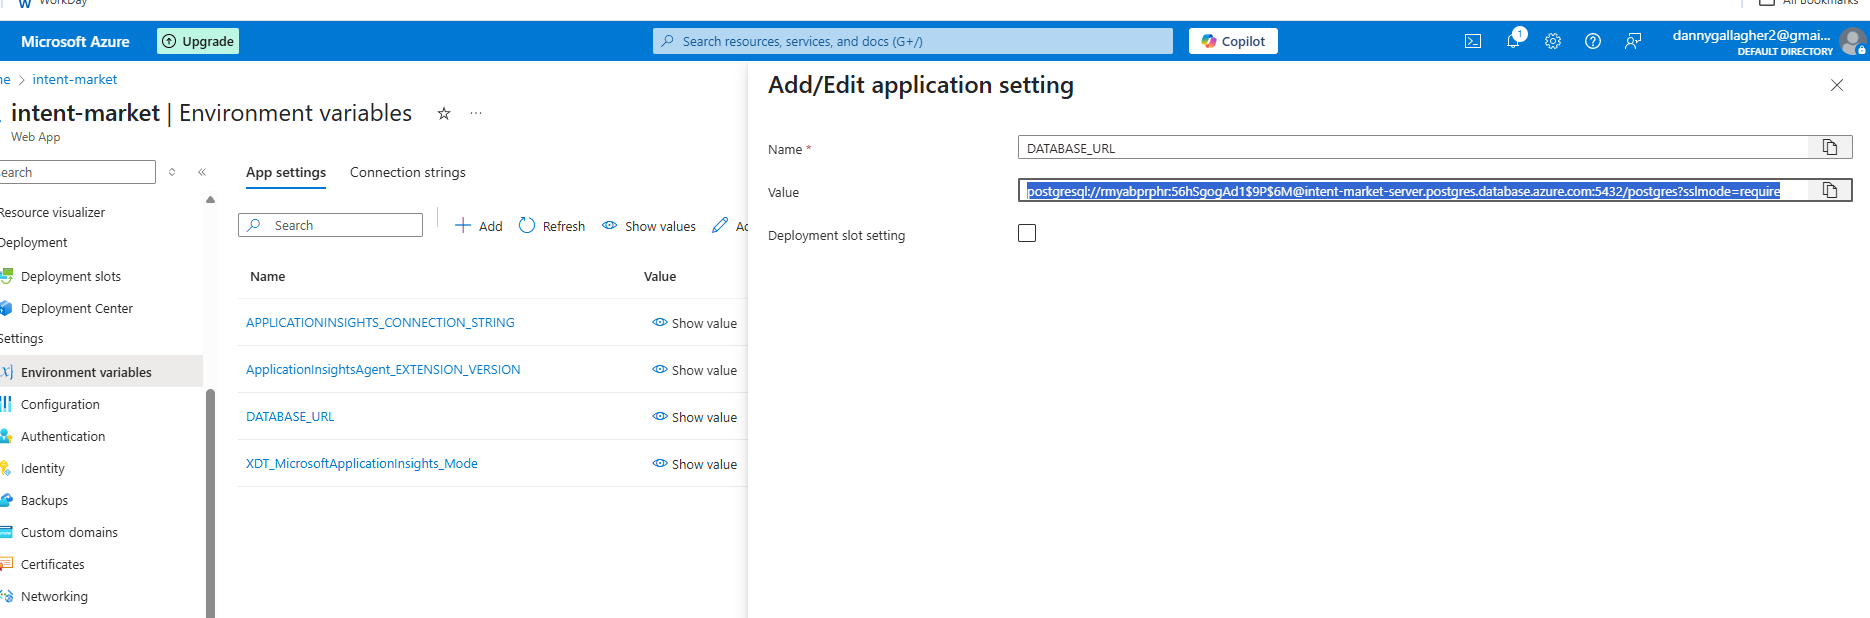 WorkDay
All Bookmarks
Microsoft Azure
Upgrade
Search resources, services, and docs (G+/)
Copilot
1
dannygallagher2@gmai...
DEFAULT DIRECTORY
intent-market
intent-market | Environment variables
Web App
Resource visualizer
Deployment
Deployment slots
Deployment Center
Settings
Environment variables
Configuration
Authentication
Identity
Backups
Custom domains
Certificates
Networking
App settings
Connection strings
Search
Add
Refresh
Show values
Name
Value
APPLICATIONINSIGHTS_CONNECTION_STRING
Show value
ApplicationInsightsAgent_EXTENSION_VERSION
Show value
DATABASE_URL
Show value
XDT_MicrosoftApplicationInsights_Mode
Show value
Add/Edit application setting
Name *
DATABASE_URL
Value
postgresql://rmyabprphr:56hSgogAd1$9P$6M@intent-market-server.postgres.database.azure.com:5432/postgres?sslmode=require
Deployment slot setting